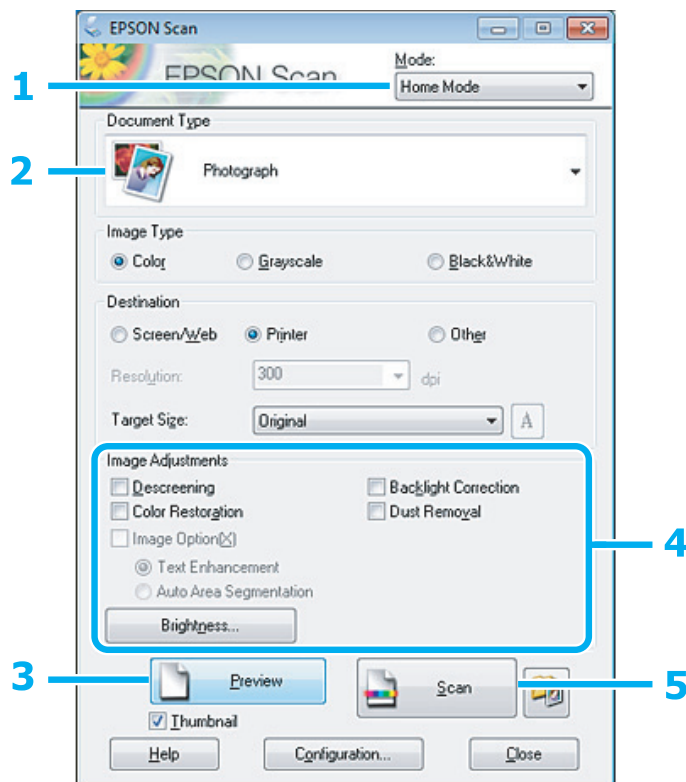 EPSON Scan
EPSON Scan
Mode:
1
Home Mode
Document Type
2
Photograph
Image Type
Color Grayscale Black&White
Destination
Screen/Web Printer Other
Resolution: 300 dpi
Target Size: Original A
Image Adjustments
Descreening Backlight Correction
Color Restoration Dust Removal
Image Option(X)
4
Text Enhancement
Auto Area Segmentation
Brightness...
3 Preview Scan 5
Thumbnail
Help Configuration... Close